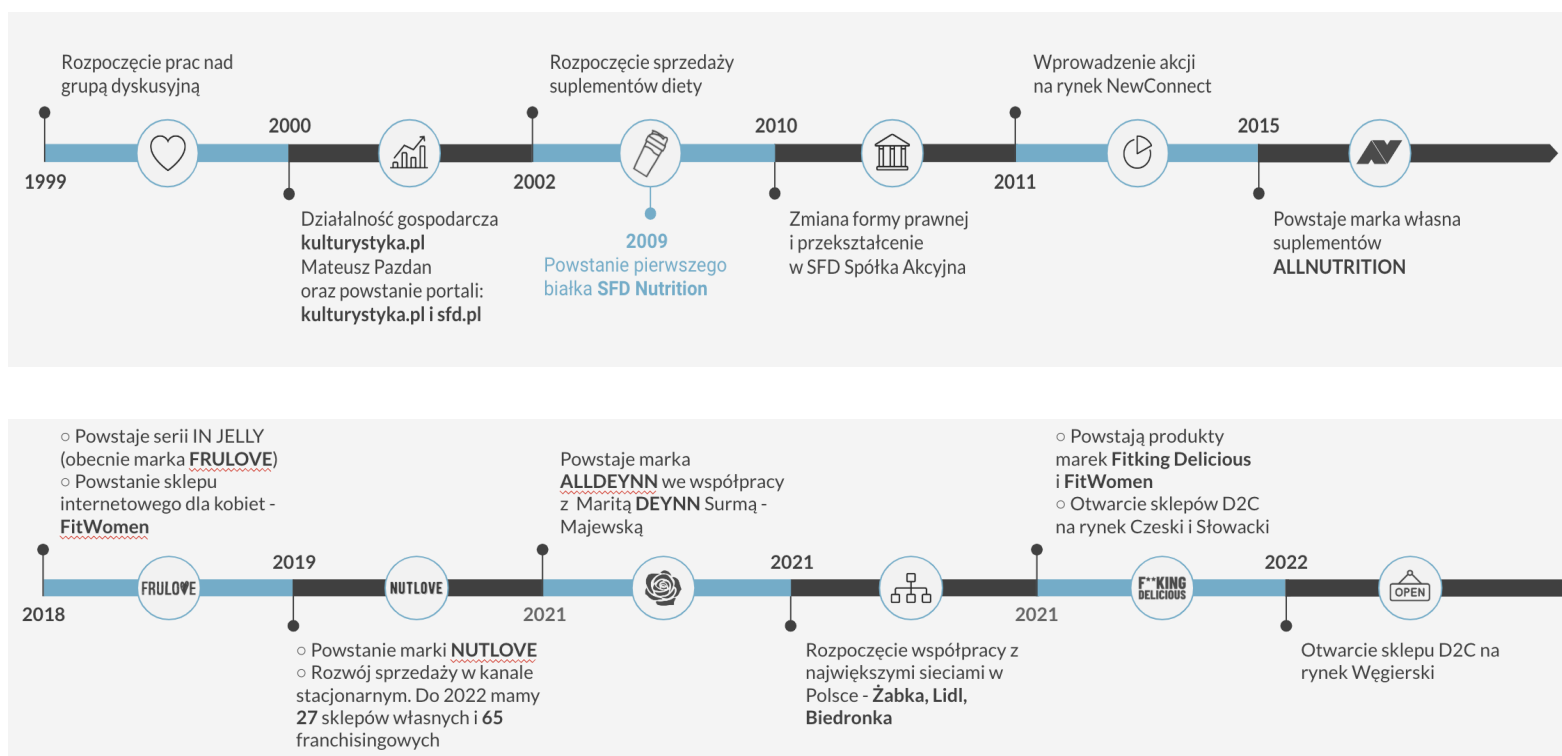 Rozpoczęcie prac nad
grupą dyskusyjną
1999
2000
Działalność gospodarcza
kulturystyka.pl
Mateusz Pazdan
oraz powstanie portali:
kulturystyka.pl i sfd.pl
Rozpoczęcie sprzedaży
suplementów diety
2002
2009
Powstanie pierwszego
białka SFD Nutrition
2010
Zmiana formy prawnej
i przekształcenie
w SFD Spółka Akcyjna
Wprowadzenie akcji
na rynek NewConnect
2011
2015
Powstaje marka własna
suplementów
ALLNUTRITION
○ Powstaje serii IN JELLY
(obecnie marka FRULOVE)
○ Powstanie sklepu
internetowego dla kobiet -
FitWomen
2018
FRULOVE
2019
NUTLOVE
○ Powstanie marki NUTLOVE
○ Rozwój sprzedaży w kanale
stacjonarnym. Do 2022 mamy
27 sklepów własnych i 65
franchisingowych
Powstaje marka
ALLDEYNN we współpracy
z Maritą DEYNN Surmą -
Majewską
2021
2021
Rozpoczęcie współpracy z
największymi sieciami w
Polsce - Żabka, Lidl,
Biedronka
○ Powstają produkty
marek Fitking Delicious
i FitWomen
○ Otwarcie sklepów D2C
na rynek Czeski i Słowacki
2021
F**KING
DELICIOUS
2022
OPEN
Otwarcie sklepu D2C na
rynek Węgierski